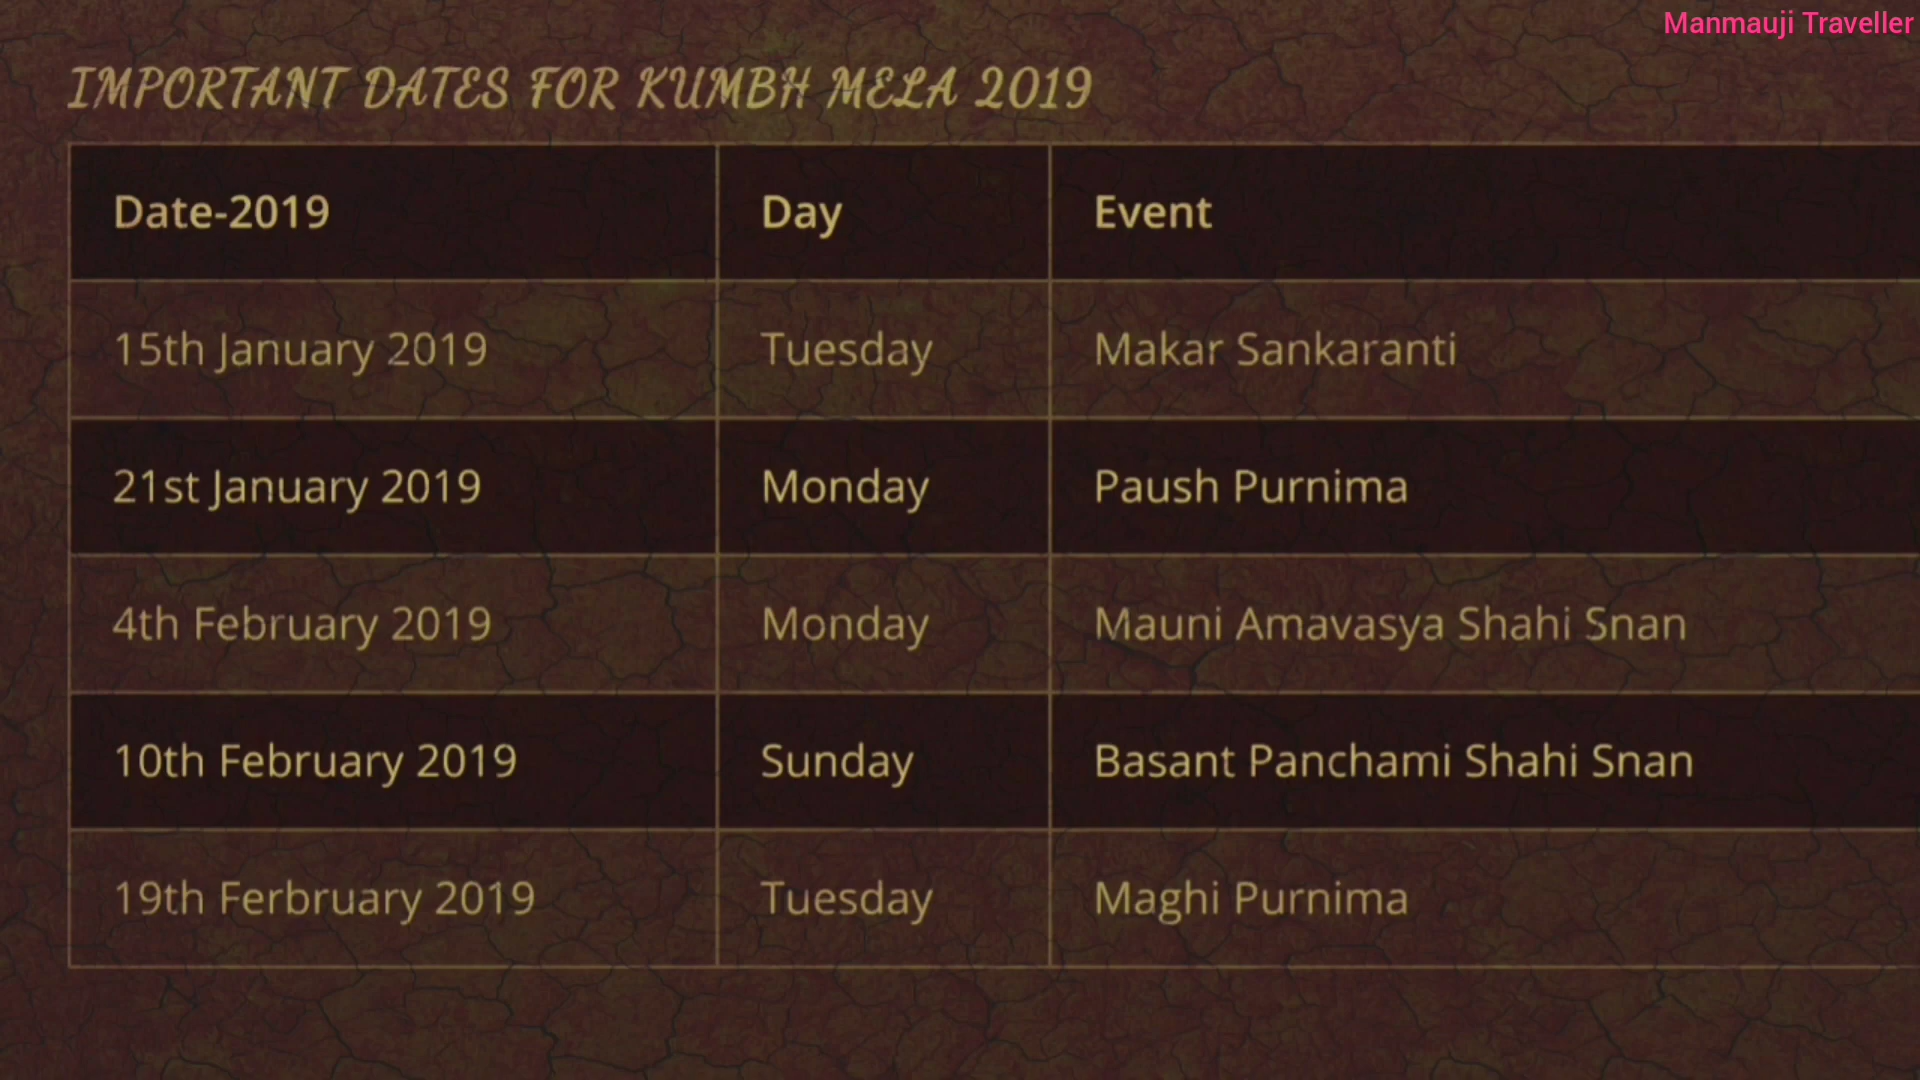 Manmauji Traveller
IMPORTANT DATES FOR KUMBH MELA 2019
Date-2019 Day Event
15th January 2019 Tuesday Makar Sankaranti
21st January 2019 Monday Paush Purnima
4th February 2019 Monday Mauni Amavasya Shahi Snan
10th February 2019 Sunday Basant Panchami Shahi Snan
19th Ferbruary 2019 Tuesday Maghi Purnima